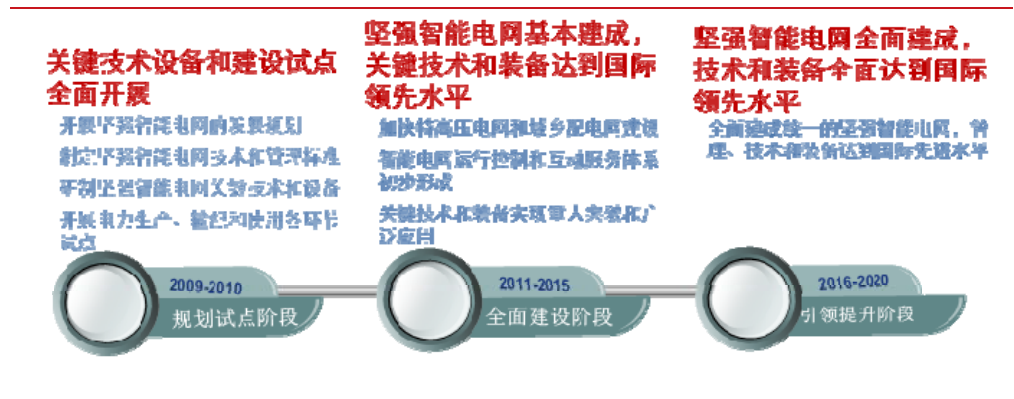 关键技术设备和建设试点
全面开展
开展坚强智能电网的发展规划
制定坚强智能电网技术和管理标准
研制坚强智能电网关键技术和设备
开展电力生产、输配和使用各环节
试点
2009-2010
规划试点阶段
坚强智能电网基本建成，
关键技术和装备达到国际
领先水平
加快特高压电网和城乡配电网建设
智能电网运行控制和互动服务体系
初步形成
关键技术和装备实现重大突破和广
泛应用
2011-2015
全面建设阶段
坚强智能电网全面建成，
技术和装备全面达到国际
领先水平
全面建成统一的坚强智能电网，管
理、技术和装备达到国际先进水平
2016-2020
引领提升阶段